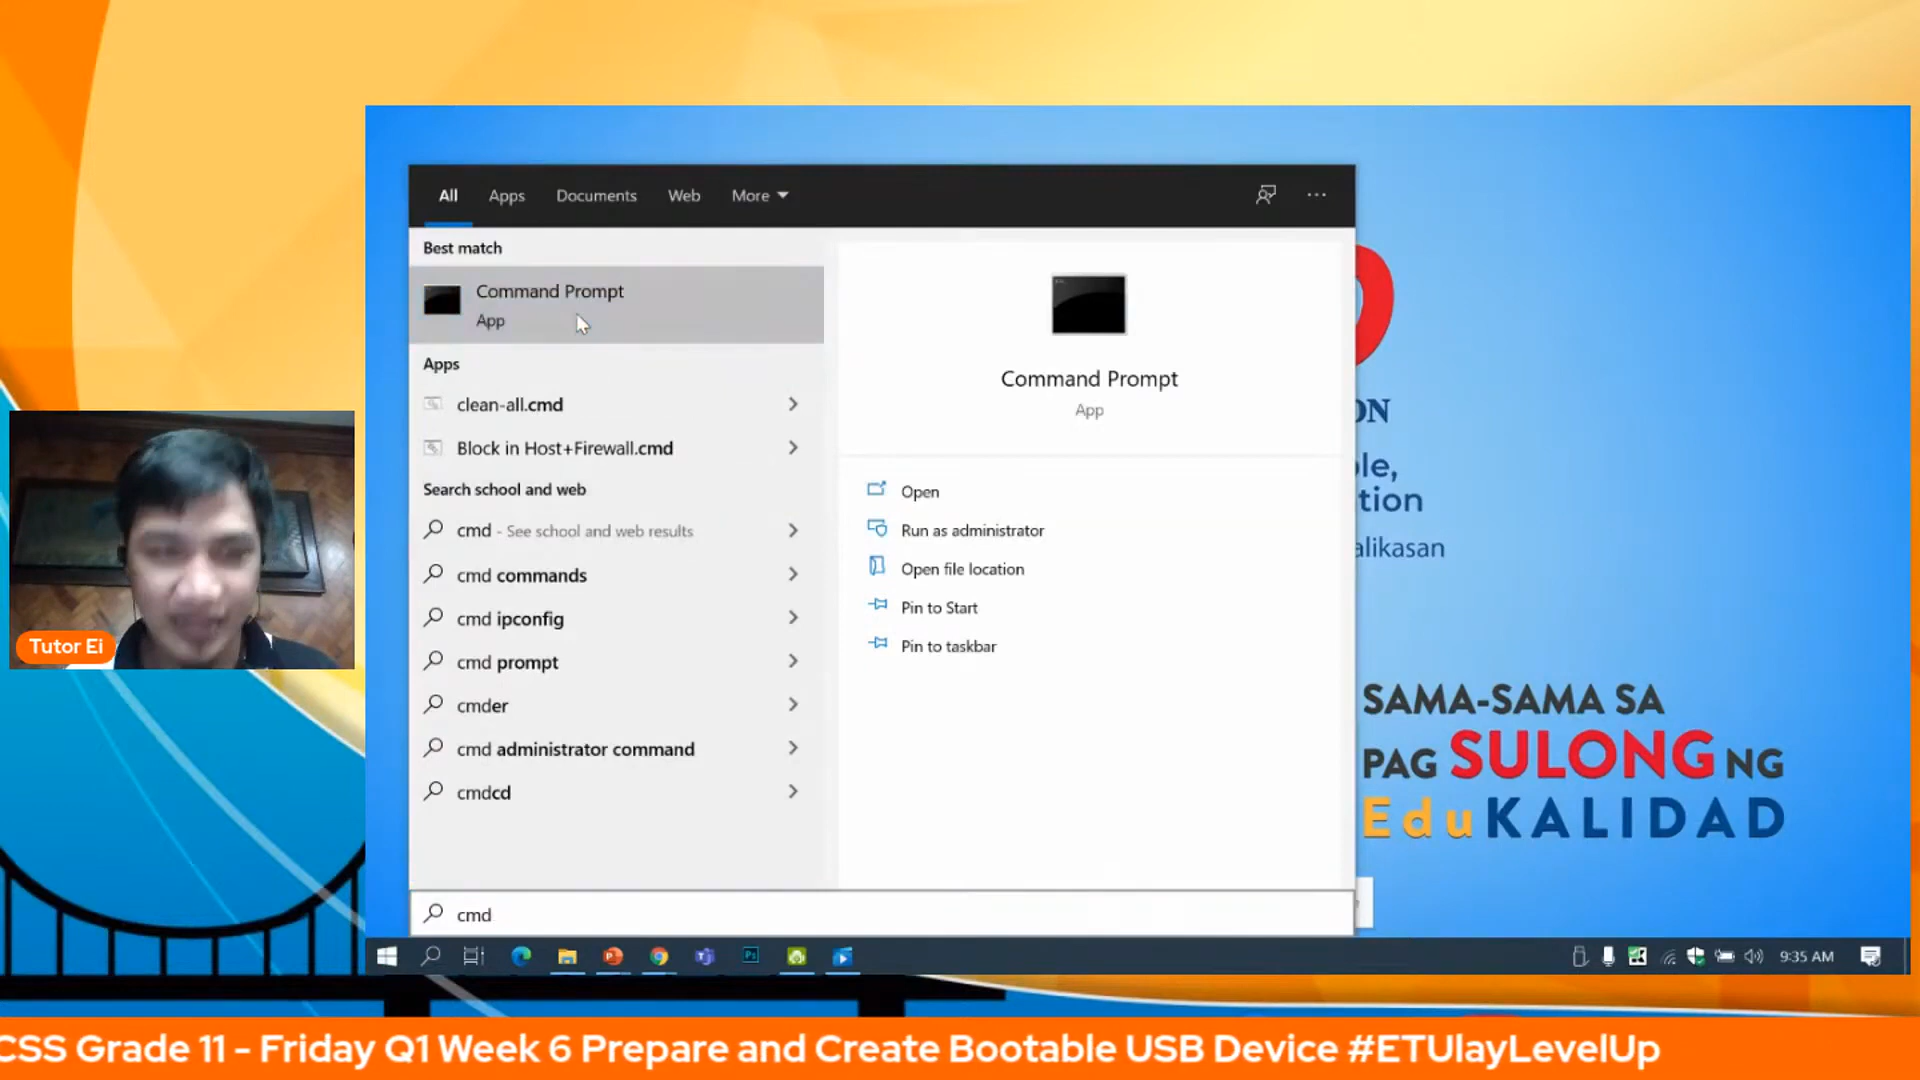 All
Apps
Documents
Web
More
Best match
Command Prompt
App
Apps
clean-all.cmd
Block in Host+Firewall.cmd
Search school and web
cmd - See school and web results
cmd commands
cmd ipconfig
cmd prompt
cmder
cmd administrator command
cmdcd
cmd
Command Prompt
App
Open
Run as administrator
Open file location
Pin to Start
Pin to taskbar
ON
ple,
tion
alikasan
SAMA-SAMA SA
PAG SULONG NG
EduKALIDAD
Tutor Ei
9:35 AM
CSS Grade 11 - Friday Q1 Week 6 Prepare and Create Bootable USB Device #ETUlayLevelUp